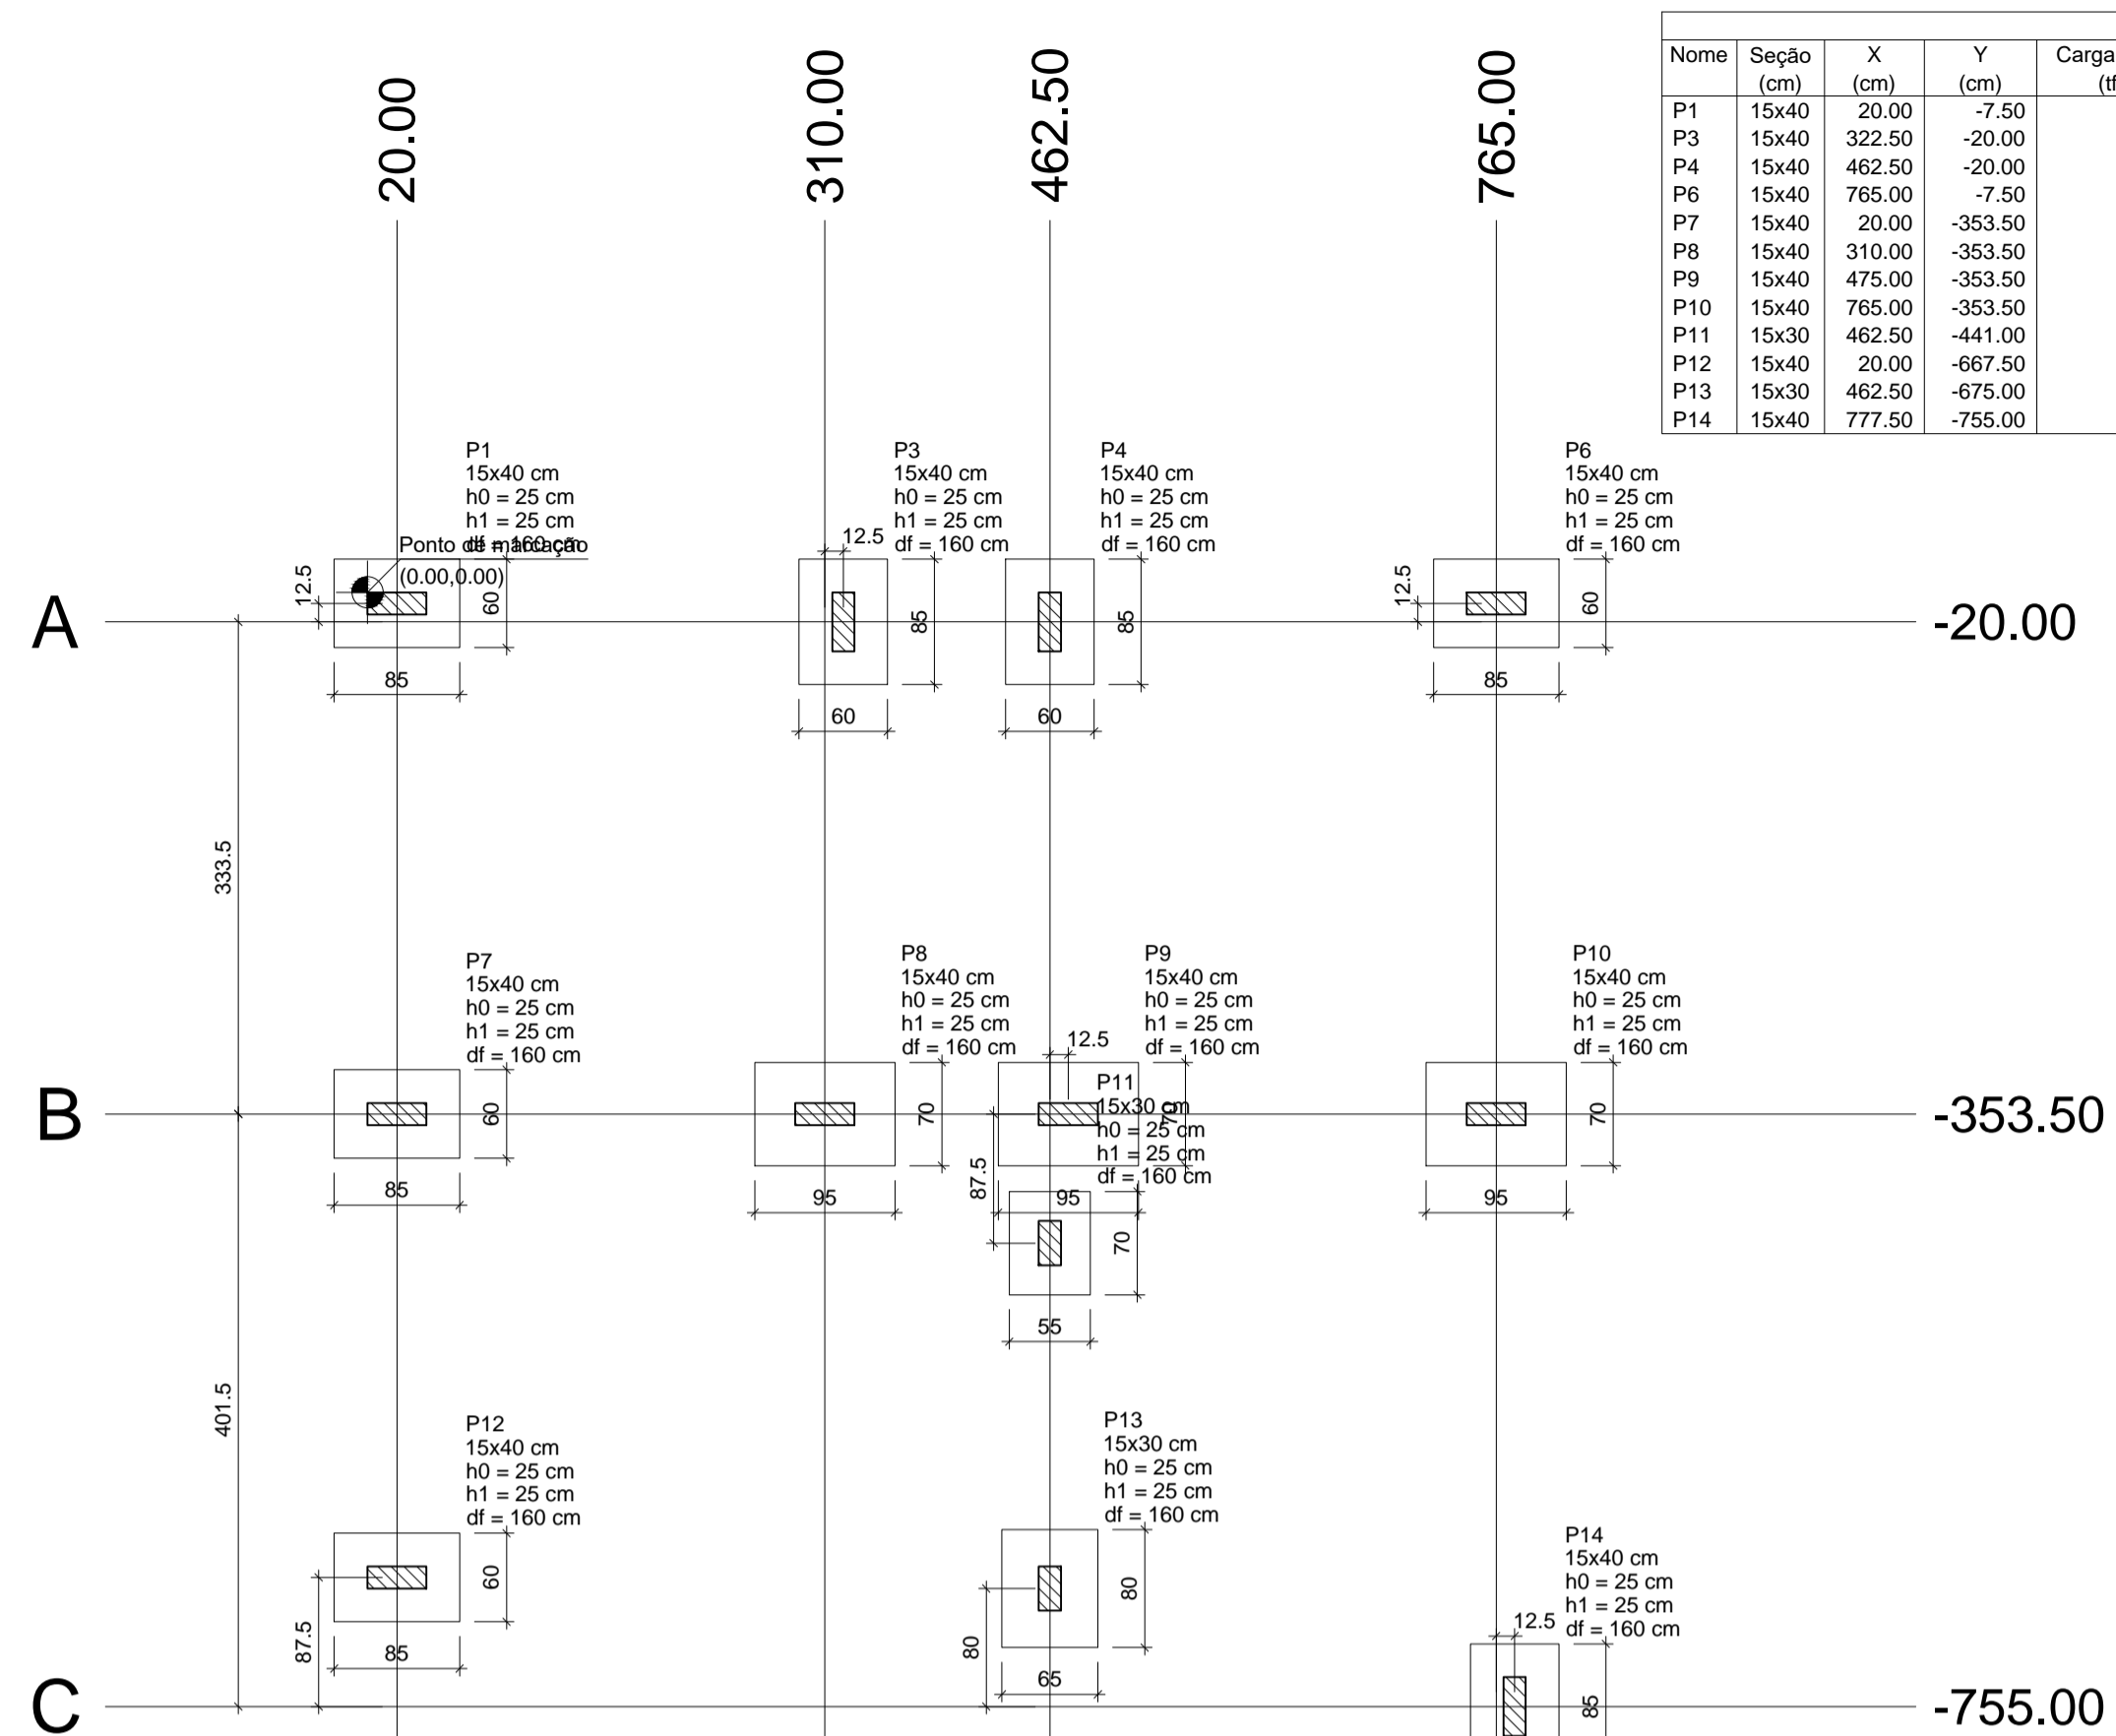 20.00
310.00
462.50
765.00
Nome Seção X Y Carga
(cm) (cm) (cm) (tf
P1 15x40 20.00 -7.50
P3 15x40 322.50 -20.00
P4 15x40 462.50 -20.00
P6 15x40 765.00 -7.50
P7 15x40 20.00 -353.50
P8 15x40 310.00 -353.50
P9 15x40 475.00 -353.50
P10 15x40 765.00 -353.50
P11 15x30 462.50 -441.00
P12 15x40 20.00 -667.50
P13 15x30 462.50 -675.00
P14 15x40 777.50 -755.00
P1
15x40 cm
h0 = 25 cm
h1 = 25 cm
df = 160 cm
Ponto de marcação
(0.00,0.00)
12.5
60
85
P3
15x40 cm
h0 = 25 cm
h1 = 25 cm
df = 160 cm
12.5
85
60
P4
15x40 cm
h0 = 25 cm
h1 = 25 cm
df = 160 cm
85
60
P6
15x40 cm
h0 = 25 cm
h1 = 25 cm
df = 160 cm
12.5
60
85
A
-20.00
333.5
P7
15x40 cm
h0 = 25 cm
h1 = 25 cm
df = 160 cm
60
85
P8
15x40 cm
h0 = 25 cm
h1 = 25 cm
df = 160 cm
70
95
P9
15x40 cm
h0 = 25 cm
h1 = 25 cm
df = 160 cm
12.5
70
95
P11
15x30 cm
h0 = 25 cm
h1 = 25 cm
df = 160 cm
87.5
70
55
P10
15x40 cm
h0 = 25 cm
h1 = 25 cm
df = 160 cm
70
95
B
-353.50
401.5
P12
15x40 cm
h0 = 25 cm
h1 = 25 cm
df = 160 cm
60
87.5
85
P13
15x30 cm
h0 = 25 cm
h1 = 25 cm
df = 160 cm
80
80
65
P14
15x40 cm
h0 = 25 cm
h1 = 25 cm
df = 160 cm
12.5
85
C
-755.00